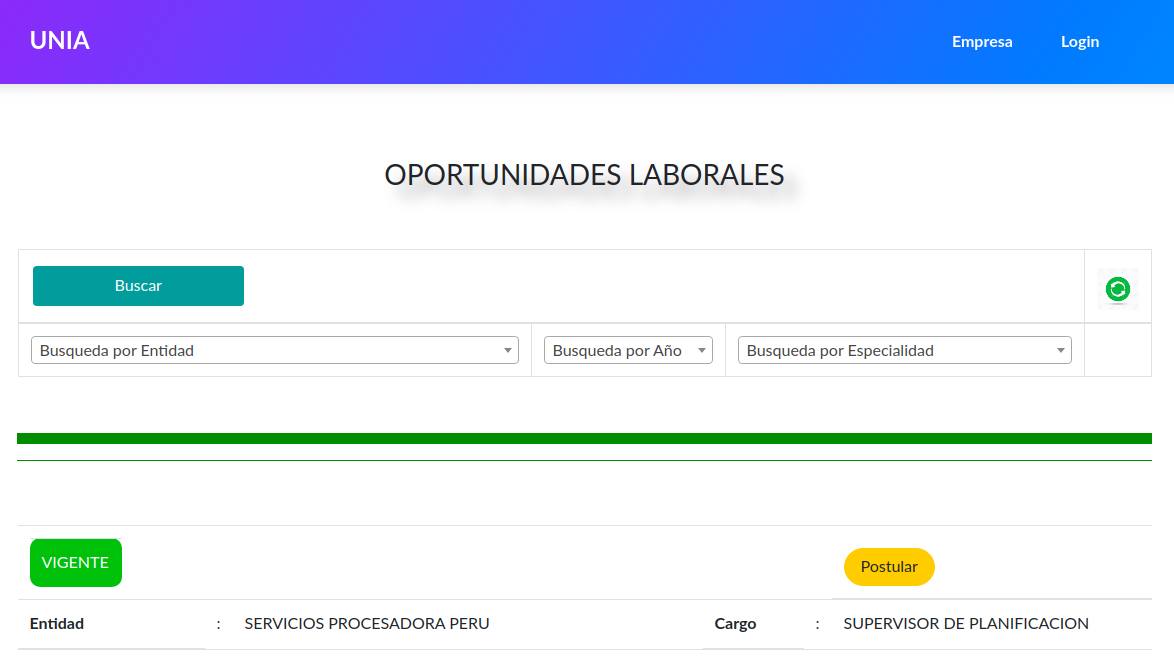 UNIA
Empresa Login
OPORTUNIDADES LABORALES
Buscar
Busqueda por Entidad Busqueda por Año Busqueda por Especialidad
VIGENTE
Postular
Entidad : SERVICIOS PROCESADORA PERU Cargo : SUPERVISOR DE PLANIFICACION